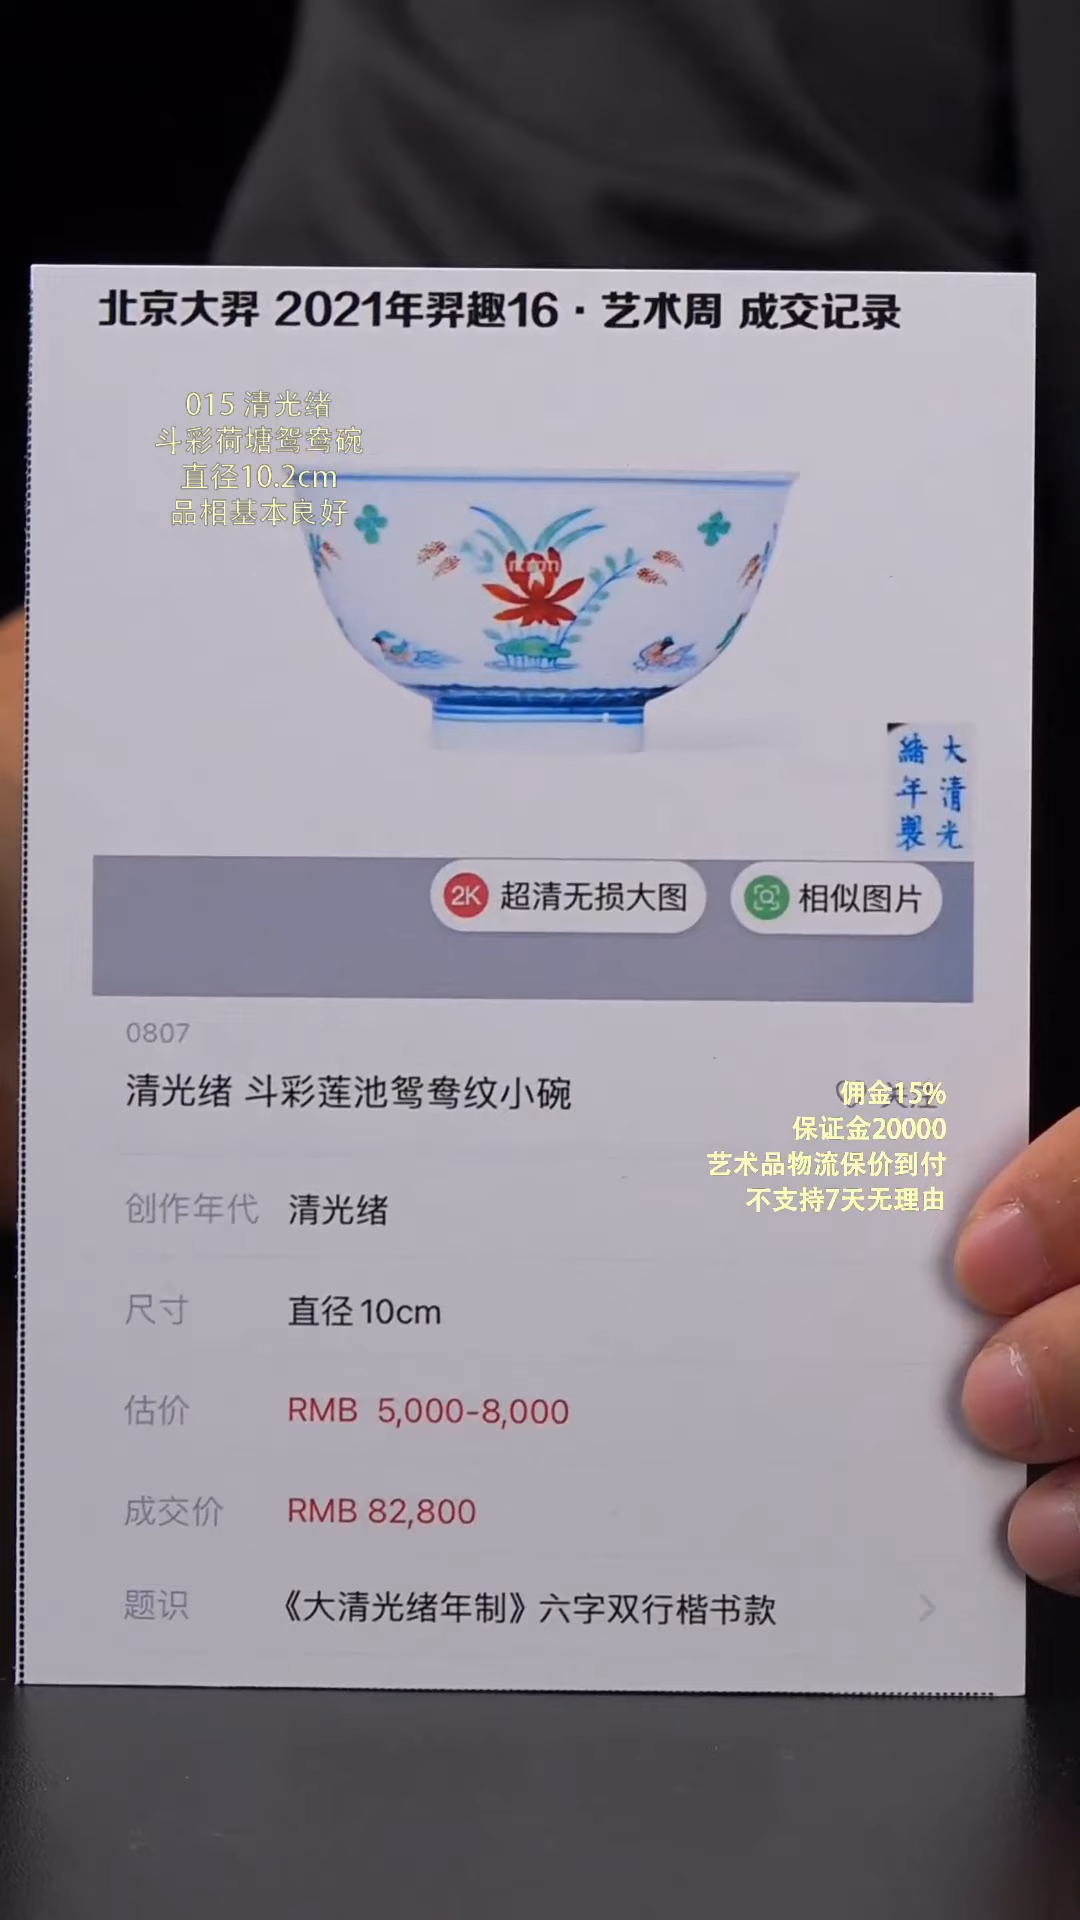 北京大羿 2021年羿趣16·艺术周 成交记录
015 清光绪
斗彩荷塘鸳鸯碗
直径10.2cm
品相基本良好
大清光
緒年製
2K 超清无损大图
相似图片
0807
清光绪 斗彩莲池鸳鸯纹小碗
佣金15%
保证金20000
艺术品物流保价到付
不支持7天无理由
创作年代 清光绪
尺寸 直径10cm
估价 RMB 5,000-8,000
成交价 RMB 82,800
题识 《大清光绪年制》六字双行楷书款